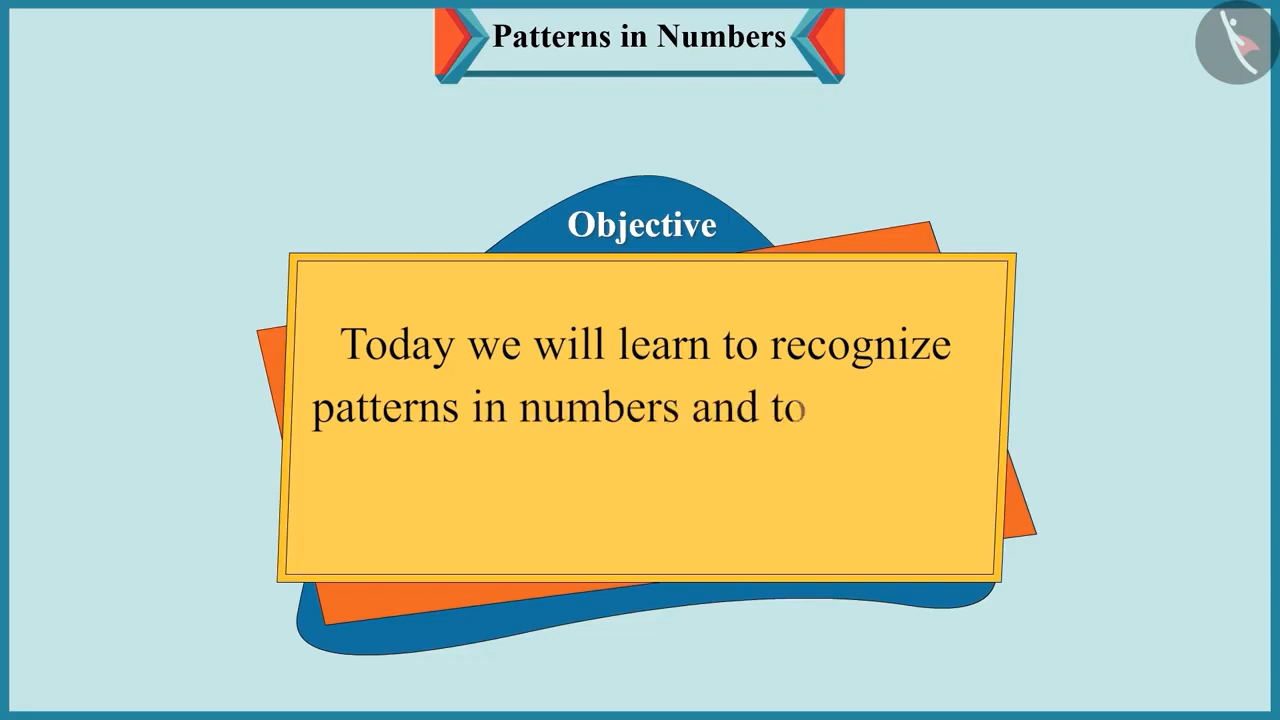 Patterns in Numbers
Objective
Today we will learn to recognize
patterns in numbers and to